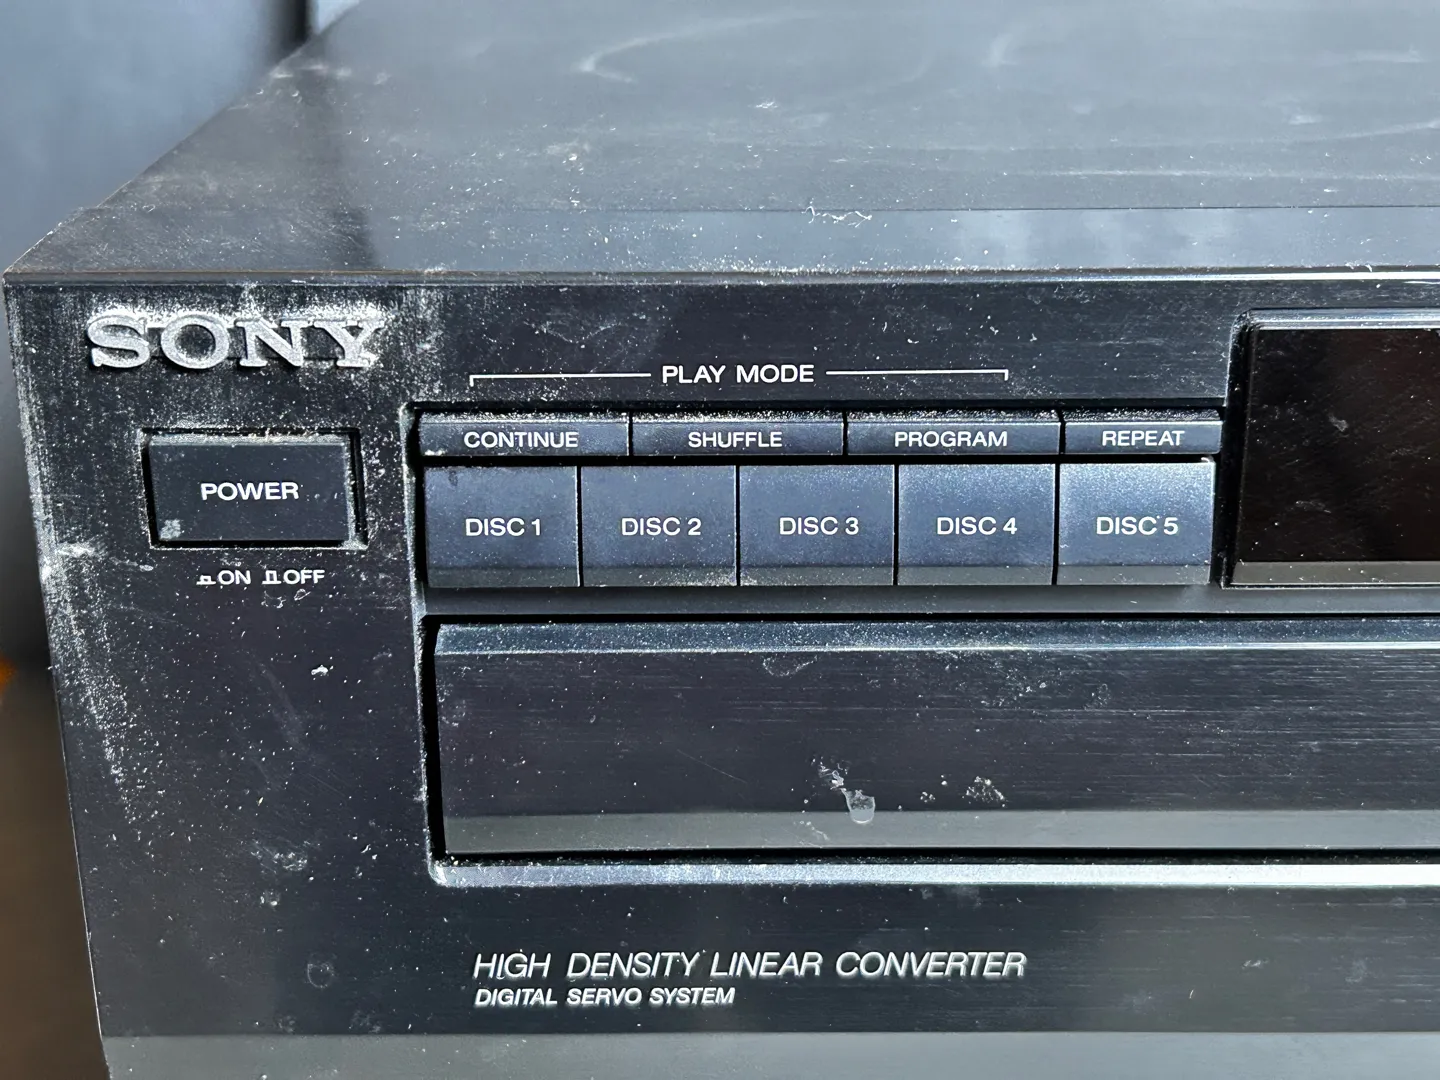 SONY
PLAY MODE
CONTINUE SHUFFLE PROGRAM REPEAT
POWER
DISC 1 DISC 2 DISC 3 DISC 4 DISC 5
ON OFF
HIGH DENSITY LINEAR CONVERTER
DIGITAL SERVO SYSTEM